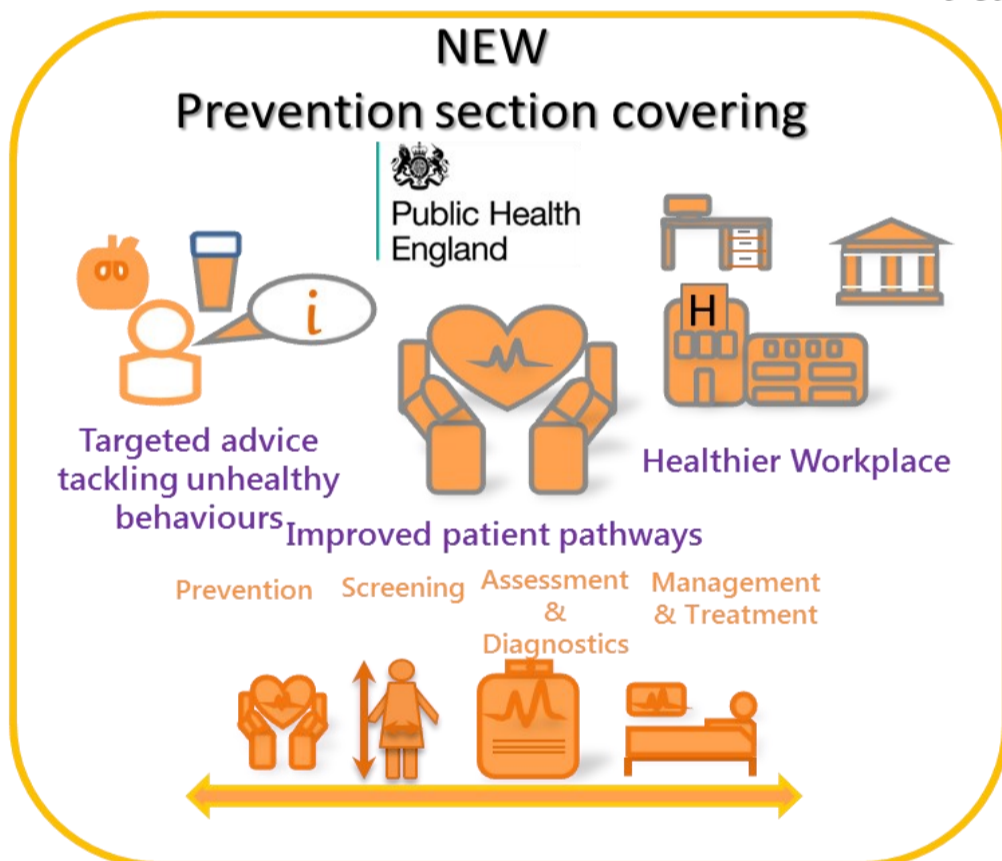 NEW
Prevention section covering
Public Health
England
i
H
Targeted advice
tackling unhealthy
behaviours
Healthier Workplace
Improved patient pathways
Prevention
Screening
Assessment
&
Diagnostics
Management
& Treatment